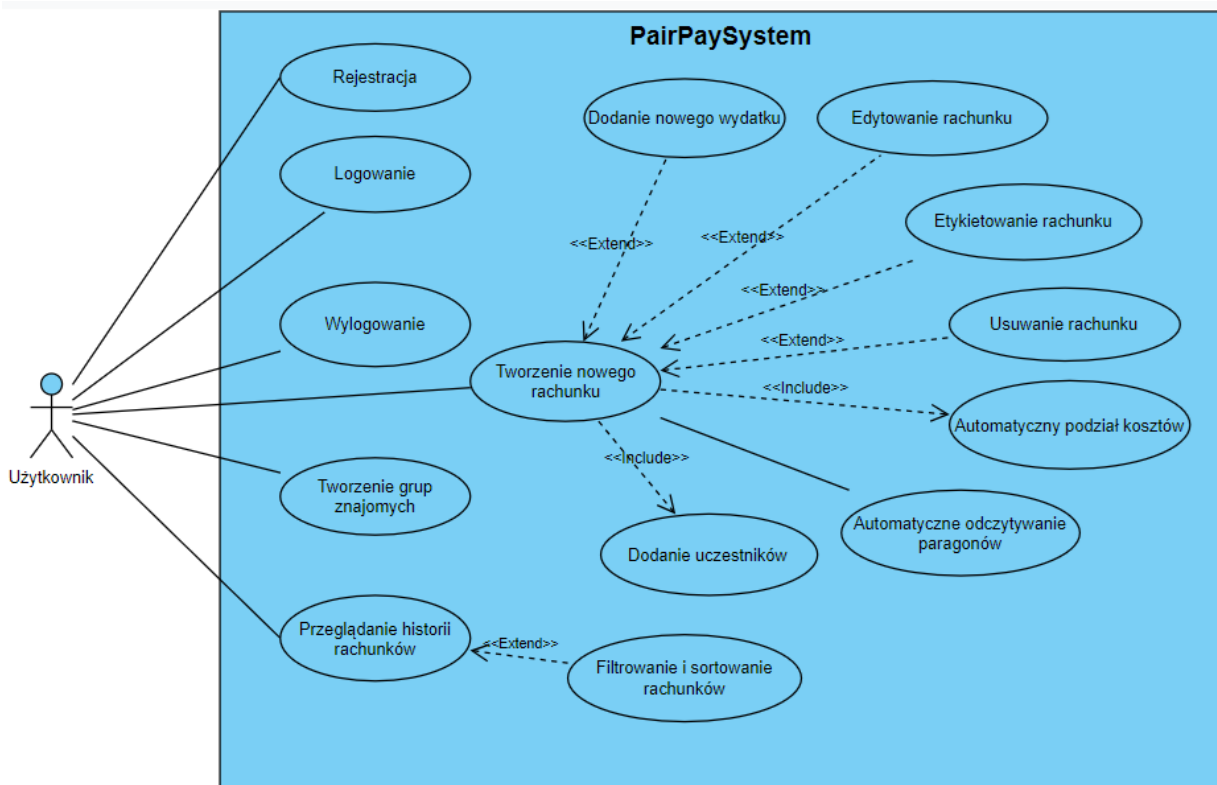 PairPaySystem
Rejestracja
Dodanie nowego wydatku
Edytowanie rachunku
Logowanie
Etykietowanie rachunku
<<Extend>>
<<Extend>>
<<Extend>>
Wylogowanie
Usuwanie rachunku
<<Extend>>
Tworzenie nowego
rachunku
<<Include>>
Automatyczny podział kosztów
Użytkownik
<<Include>>
Tworzenie grup
znajomych
Automatyczne odczytywanie
paragonów
Dodanie uczestników
Przeglądanie historii
rachunków
<<Extend>>
Filtrowanie i sortowanie
rachunków